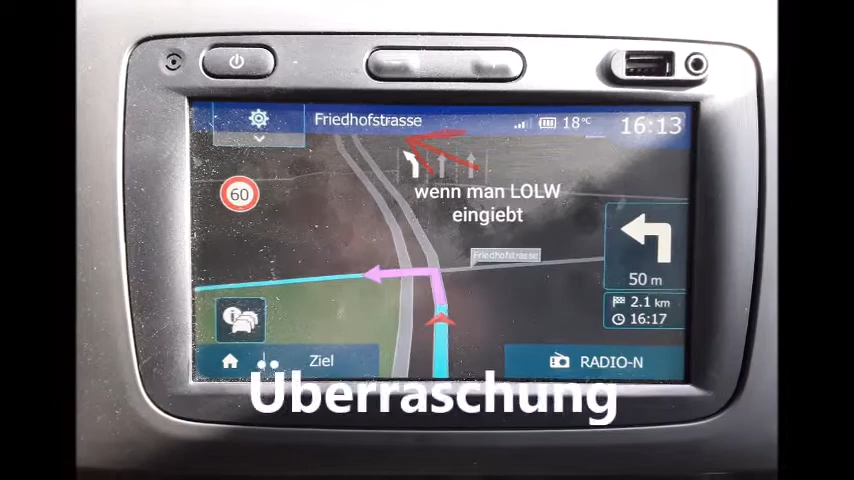 Friedhofstrasse
18°C
16:13
60
wenn man LOLW
eingiebt
Friedhofstrasse
50 m
2.1 km
16:17
Ziel
RADIO-N
Überraschung